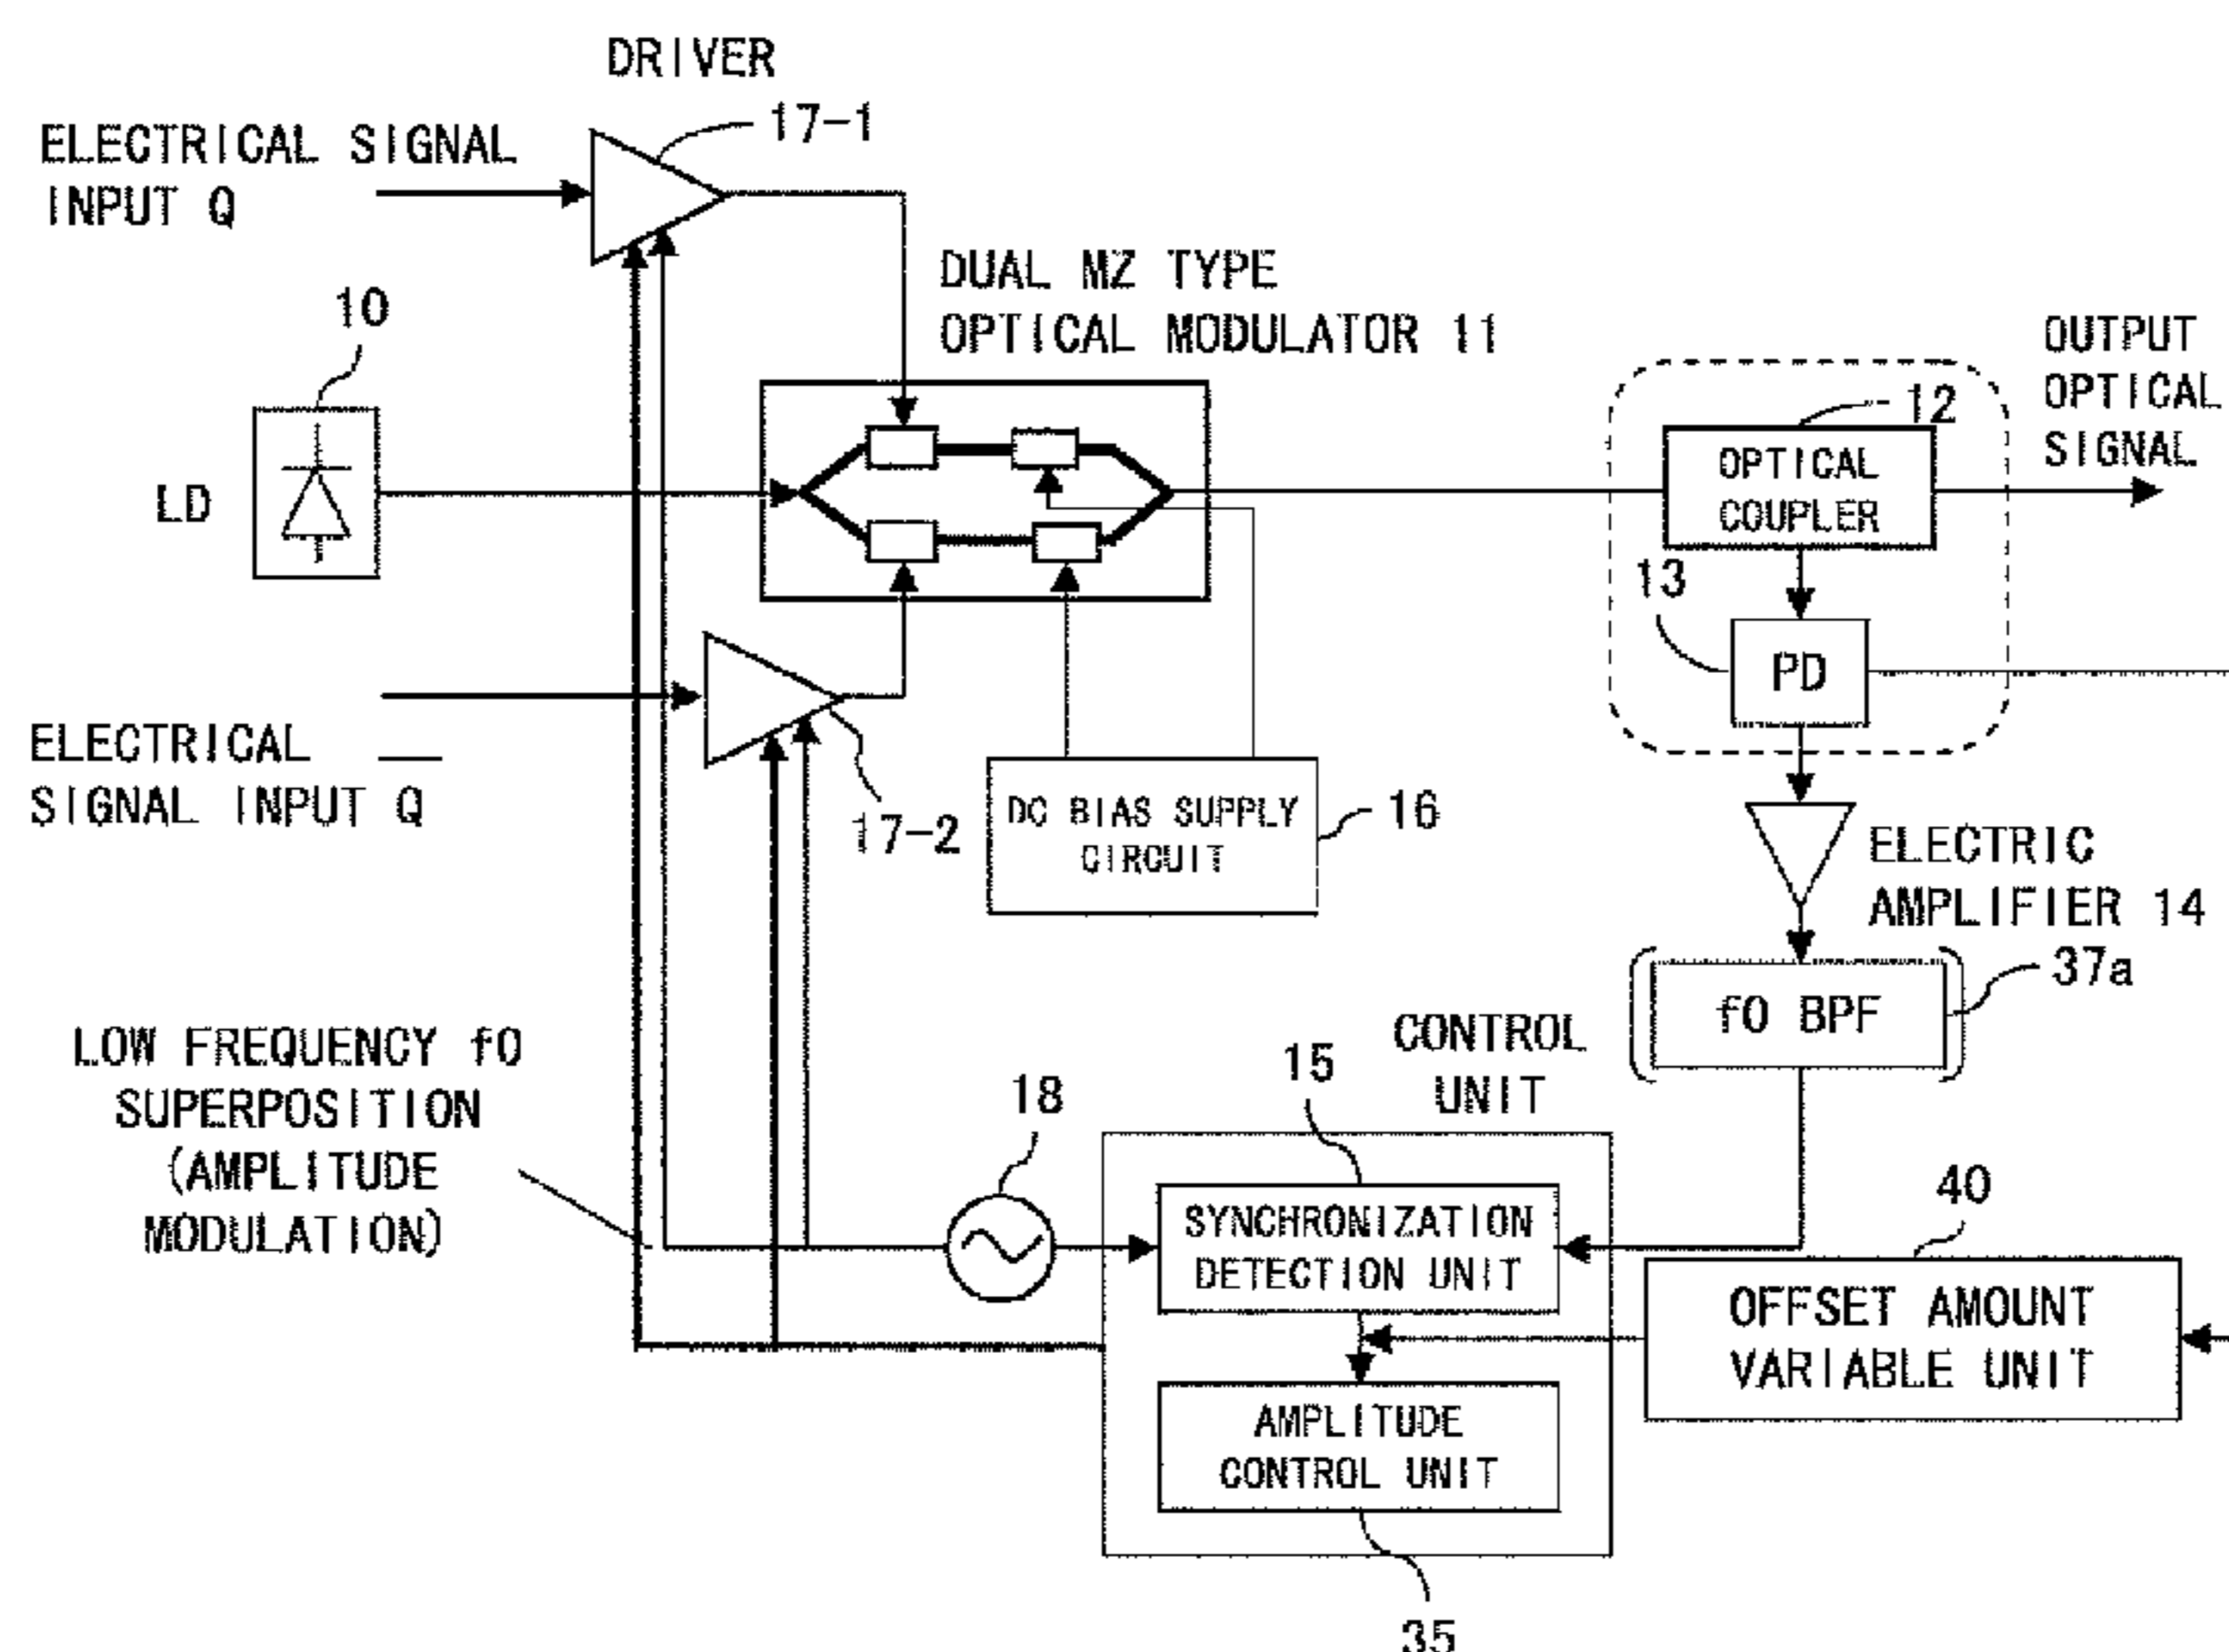 DRIVER
17-1
ELECTRICAL SIGNAL
INPUT Q
10
DUAL MZ TYPE
OPTICAL MODULATOR 11
OUTPUT
OPTICAL
SIGNAL
12
OPTICAL
COUPLER
LD
13
PD
ELECTRICAL
SIGNAL INPUT Q̅
17-2
DC BIAS SUPPLY
CIRCUIT
16
ELECTRIC
AMPLIFIER 14
37a
f0 BPF
LOW FREQUENCY f0
SUPERPOSITION
(AMPLITUDE
MODULATION)
18
15
CONTROL
UNIT
SYNCHRONIZATION
DETECTION UNIT
40
OFFSET AMOUNT
VARIABLE UNIT
AMPLITUDE
CONTROL UNIT
35